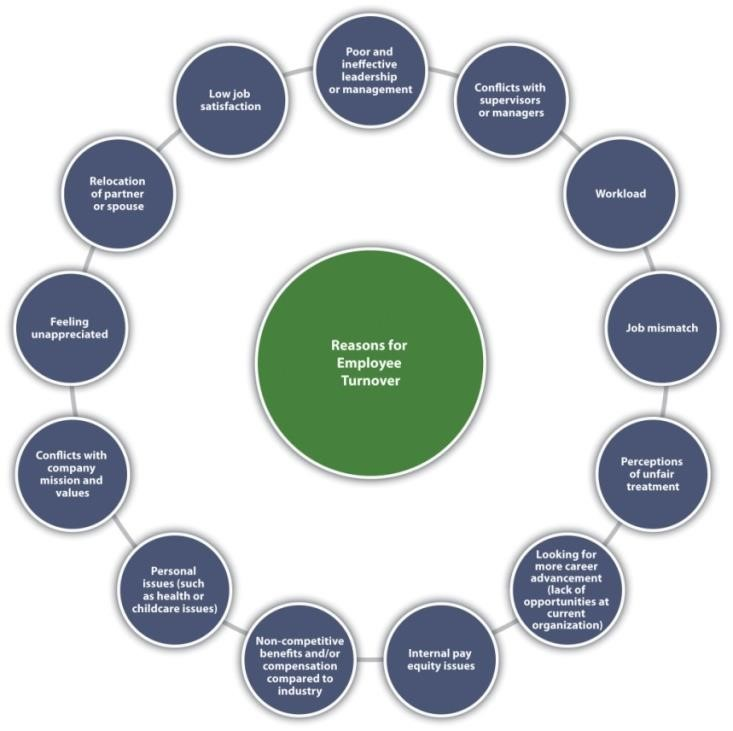 Poor and
ineffective
leadership
or management
Conflicts with
supervisors
or managers
Workload
Job mismatch
Perceptions
of unfair
treatment
Looking for
more career
advancement
(lack of
opportunities at
current
organization)
Internal pay
equity issues
Non-competitive
benefits and/or
compensation
compared to
industry
Personal
issues (such
as health or
childcare issues)
Conflicts with
company
mission and
values
Feeling
unappreciated
Relocation
of partner
or spouse
Low job
satisfaction
Reasons for
Employee
Turnover